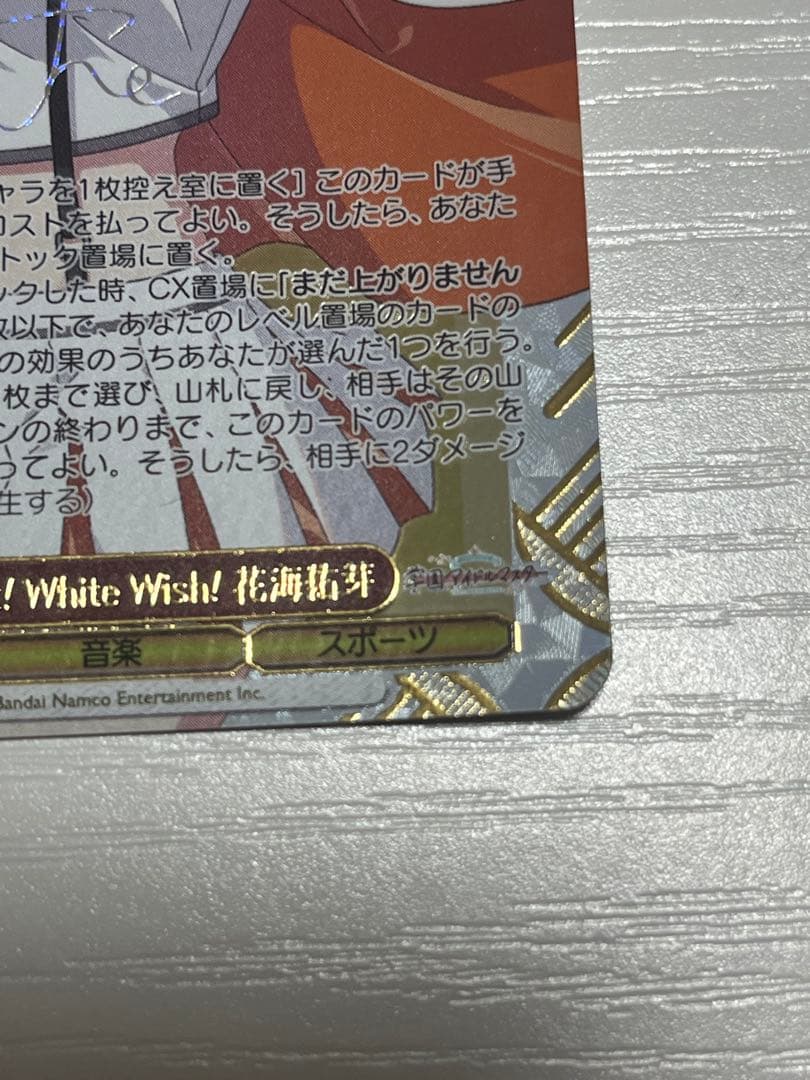 ャラを1枚控え室に置く] このカードが手
コストを払ってよい。そうしたら、あなた
トック置場に置く。
ックした時、CX置場に「まだ上がりません
枚以下で、あなたのレベル置場のカードの
の効果のうちあなたが選んだ1つを行う。
枚まで選び、山札に戻し、相手はその山
ンの終わりまで、このカードのパワーを
ってよい。そうしたら、相手に2ダメージ
生する)
! White Wish! 花海佑芽
学園アイドルマスター
音楽 スポーツ
Bandai Namco Entertainment Inc.